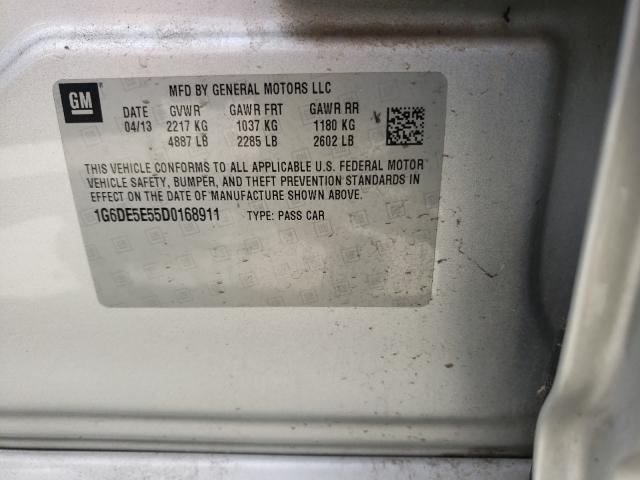 GM
MFD BY GENERAL MOTORS LLC
DATE GVWR GAWR FRT GAWR RR
04/13 2217 KG 1037 KG 1180 KG
4887 LB 2285 LB 2602 LB
THIS VEHICLE CONFORMS TO ALL APPLICABLE U.S. FEDERAL MOTOR
VEHICLE SAFETY, BUMPER, AND THEFT PREVENTION STANDARDS IN
EFFECT ON THE DATE OF MANUFACTURE SHOWN ABOVE.
1G6DE5E55D0168911 TYPE: PASS CAR